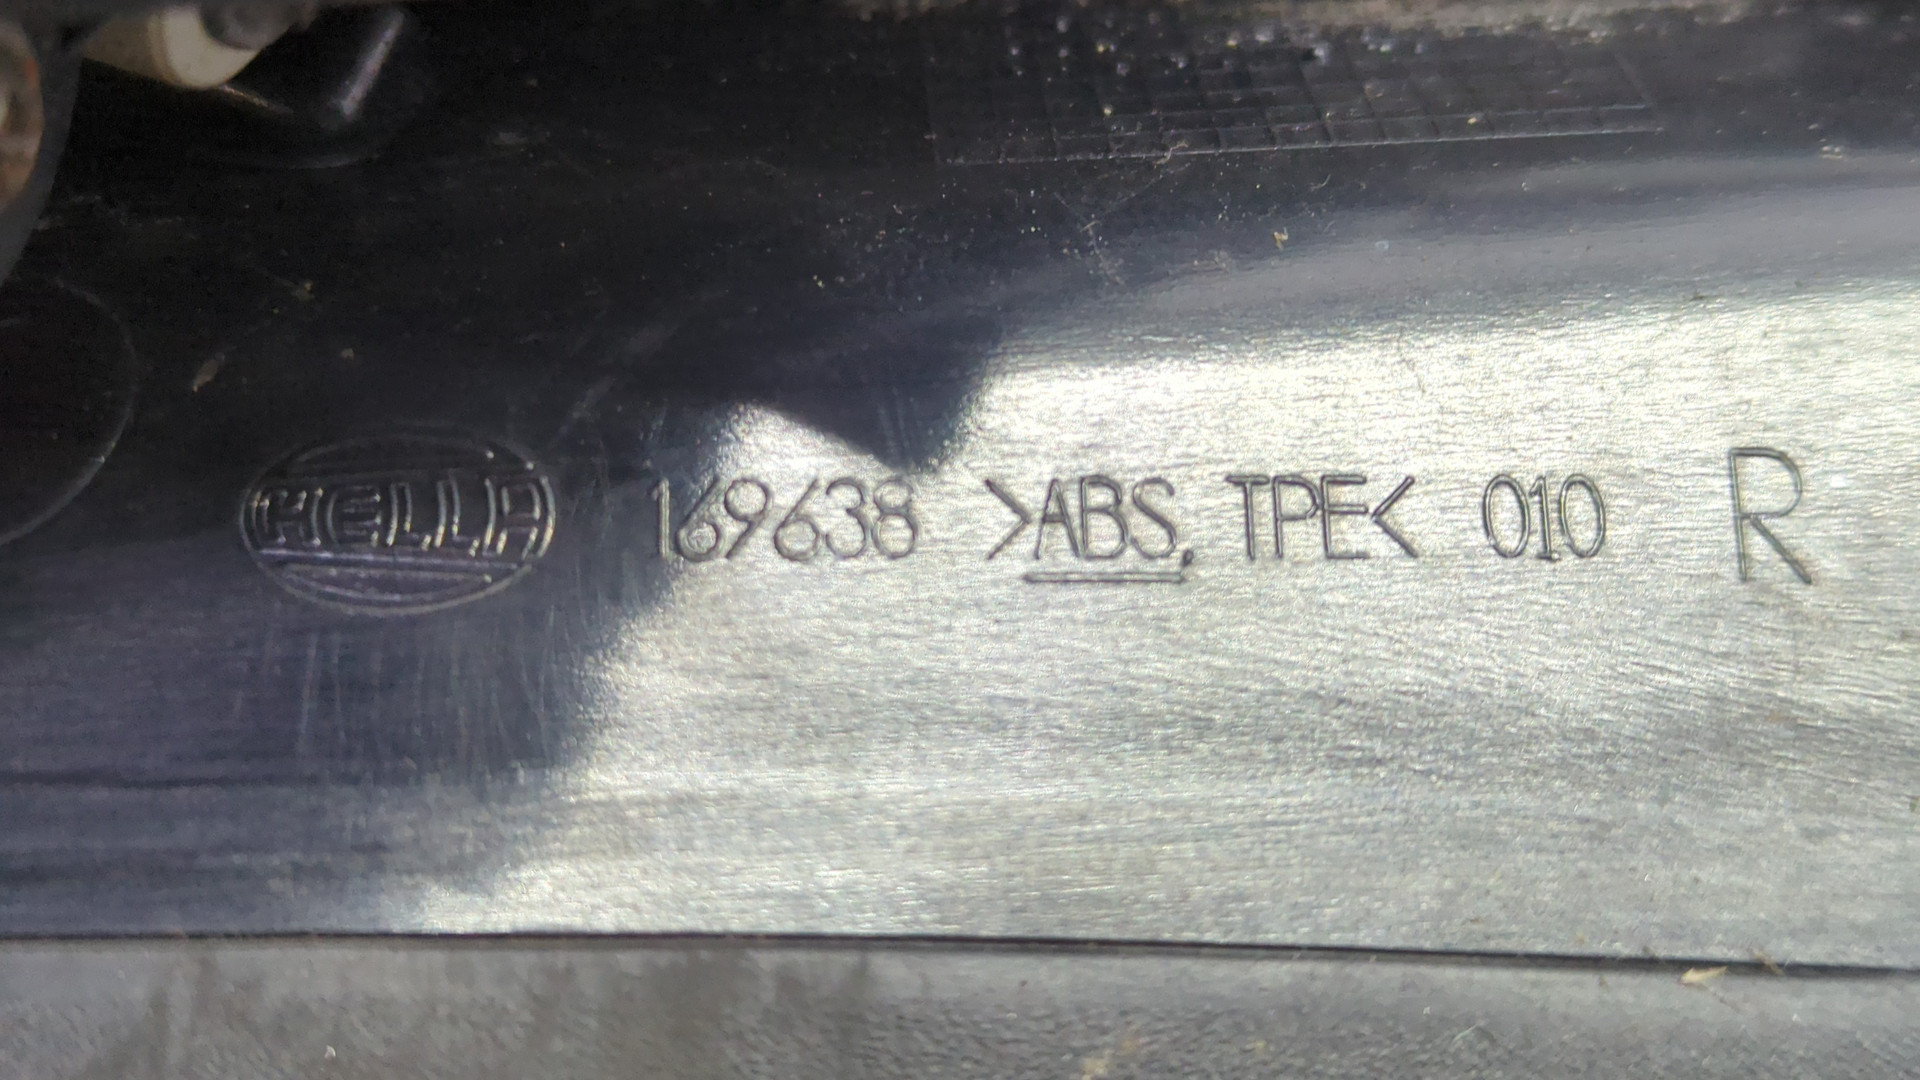 HELLA 169638 >ABS, TPE< 010 R